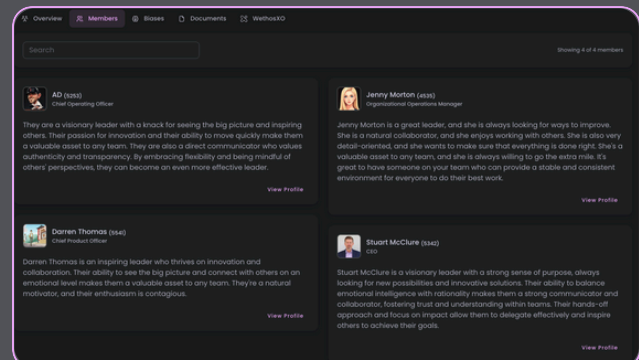 Overview Members Biases Documents WethosXO
Search
Showing 4 of 4 members
AD (5253)
Chief Operating Officer
They are a visionary leader with a knack for seeing the big picture and inspiring
others. Their passion for innovation and their ability to move quickly make them
a valuable asset to any team. They are also a direct communicator who values
authenticity and transparency. By embracing flexibility and being mindful of
others' perspectives, they can become an even more effective leader.
View Profile
Jenny Morton (4535)
Organizational Operations Manager
Jenny Morton is a great leader, and she is always looking for ways to improve.
She is a natural collaborator, and she enjoys working with others. She is also very
detail-oriented, and she wants to make sure that everything is done right. She's a
valuable asset to any team, and she is always willing to go the extra mile. It's
great to have someone on your team who can provide a stable and consistent
environment for everyone to do their best work.
View Profile
Darren Thomas (5541)
Chief Product Officer
Darren Thomas is an inspiring leader who thrives on innovation and
collaboration. Their ability to see the big picture and connect with others on an
emotional level makes them a valuable asset to any team. They're a natural
motivator, and their enthusiasm is contagious.
View Profile
Stuart McClure (5342)
CEO
Stuart McClure is a visionary leader with a strong sense of purpose, always
looking for new possibilities and innovative solutions. Their ability to balance
emotional intelligence with rationality makes them a strong communicator and
collaborator, fostering trust and understanding within teams. Their hands-off
approach and focus on impact allow them to delegate effectively and inspire
others to achieve their goals.
View Profile